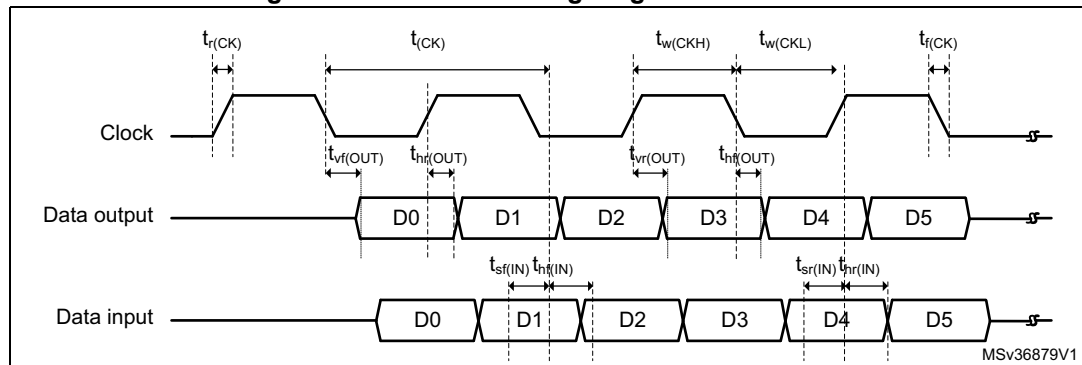 t_r(CK) t_(CK) t_w(CKH) t_w(CKL) t_f(CK)
Clock
t_vf(OUT) t_hr(OUT) t_vr(OUT) t_hf(OUT)
Data output D0 D1 D2 D3 D4 D5
t_sf(IN) t_hf(IN) t_sr(IN) t_hr(IN)
Data input D0 D1 D2 D3 D4 D5
MSv36879V1